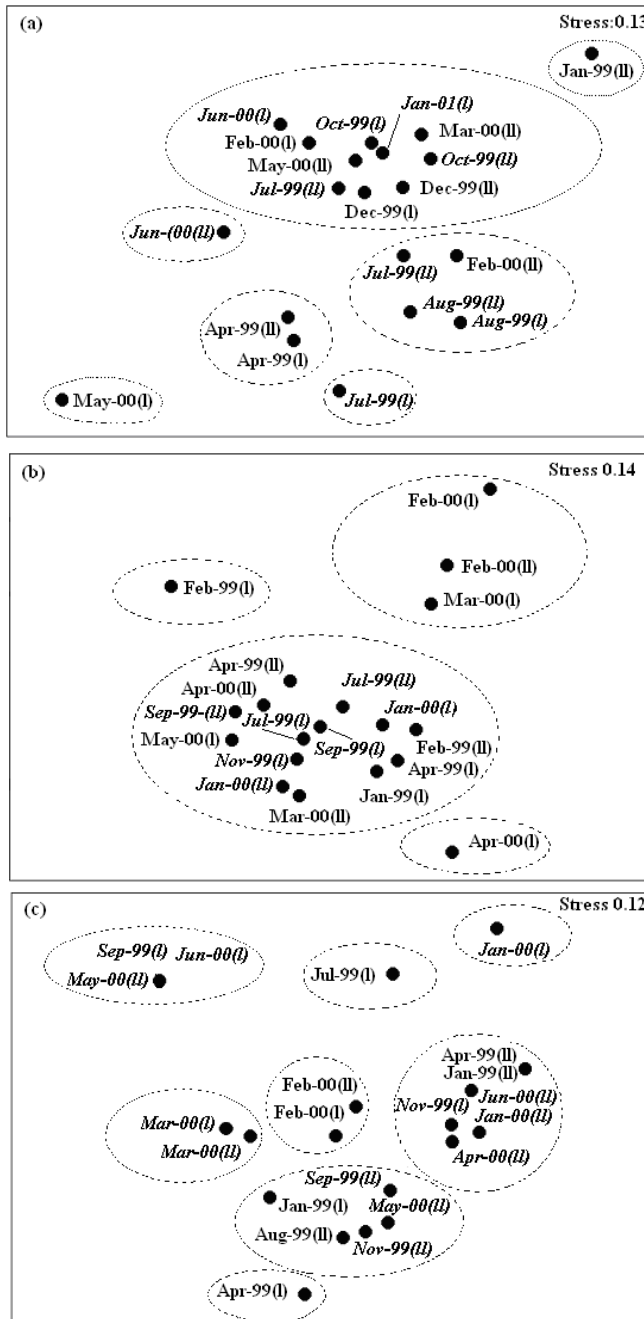 (a) Stress:0.13
Jan-99(ll)
Jan-01(l)
Jun-00(l) Oct-99(l) Mar-00(ll)
Feb-00(l)
May-00(ll) Oct-99(ll)
Jul-99(ll) Dec-99(ll)
Dec-99(l)
Jun-(00(ll)
Jul-99(ll) Feb-00(ll)
Aug-99(ll)
Apr-99(ll) Aug-99(l)
Apr-99(l)
May-00(l) Jul-99(l)
(b) Stress 0.14
Feb-00(l)
Feb-00(ll)
Feb-99(l)
Mar-00(l)
Apr-99(ll)
Jul-99(ll)
Apr-00(ll)
Sep-99-(ll) Jul-99(l) Jan-00(l)
May-00(l) Sep-99(l) Feb-99(ll)
Nov-99(l) Apr-99(l)
Jan-00(ll) Jan-99(l)
Mar-00(ll)
Apr-00(l)
(c) Stress 0.12
Sep-99(l) Jun-00(l) Jan-00(l)
May-00(ll) Jul-99(l)
Apr-99(ll)
Jan-99(ll)
Feb-00(ll) Jun-00(ll)
Nov-99(l)
Feb-00(l) Jan-00(ll)
Mar-00(l)
Mar-00(ll) Apr-00(ll)
Sep-99(ll)
Jan-99(l) May-00(ll)
Aug-99(ll)
Nov-99(ll)
Apr-99(l)